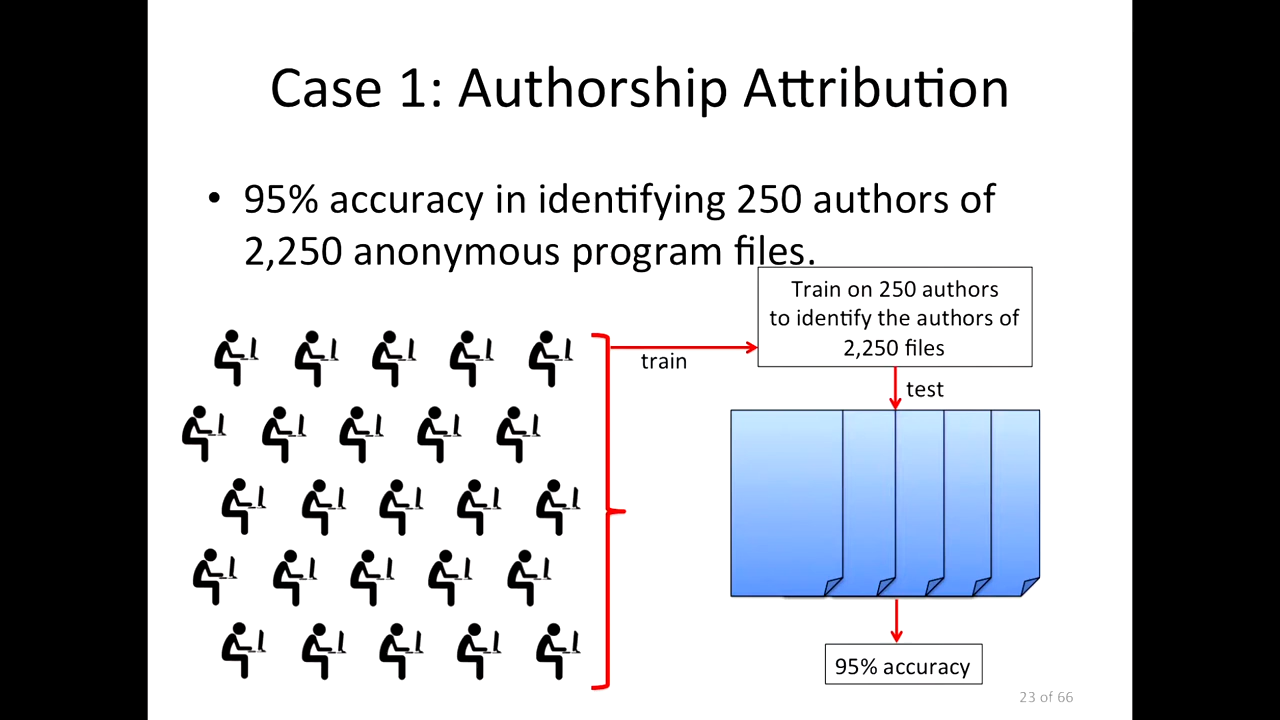 Case 1: Authorship Attribution
• 95% accuracy in identifying 250 authors of
2,250 anonymous program files.
Train on 250 authors
to identify the authors of
2,250 files
train
test
95% accuracy
23 of 66